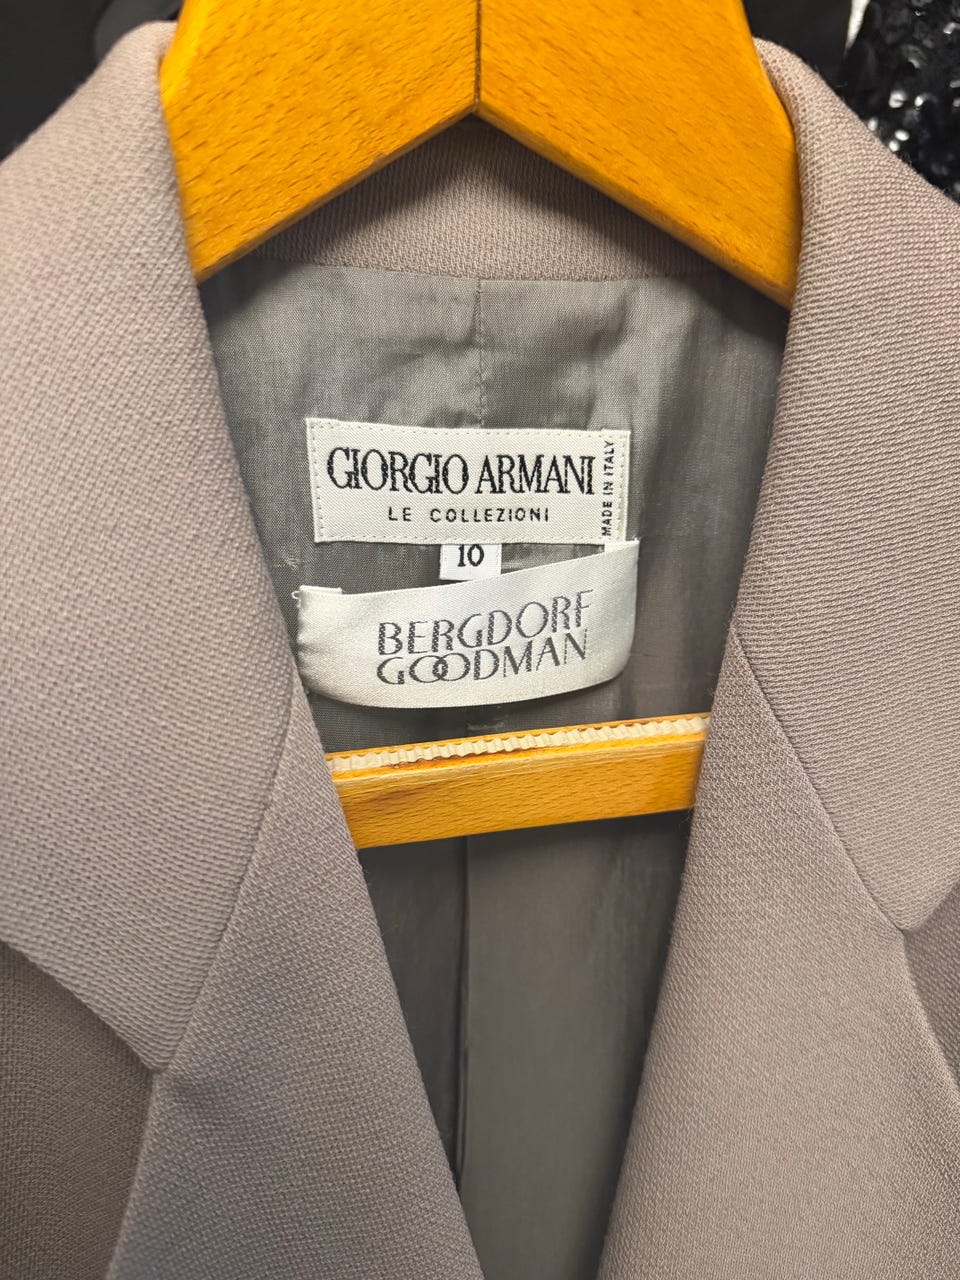 GIORGIO ARMANI
LE COLLEZIONI
MADE IN ITALY
10
BERGDORF
GOODMAN